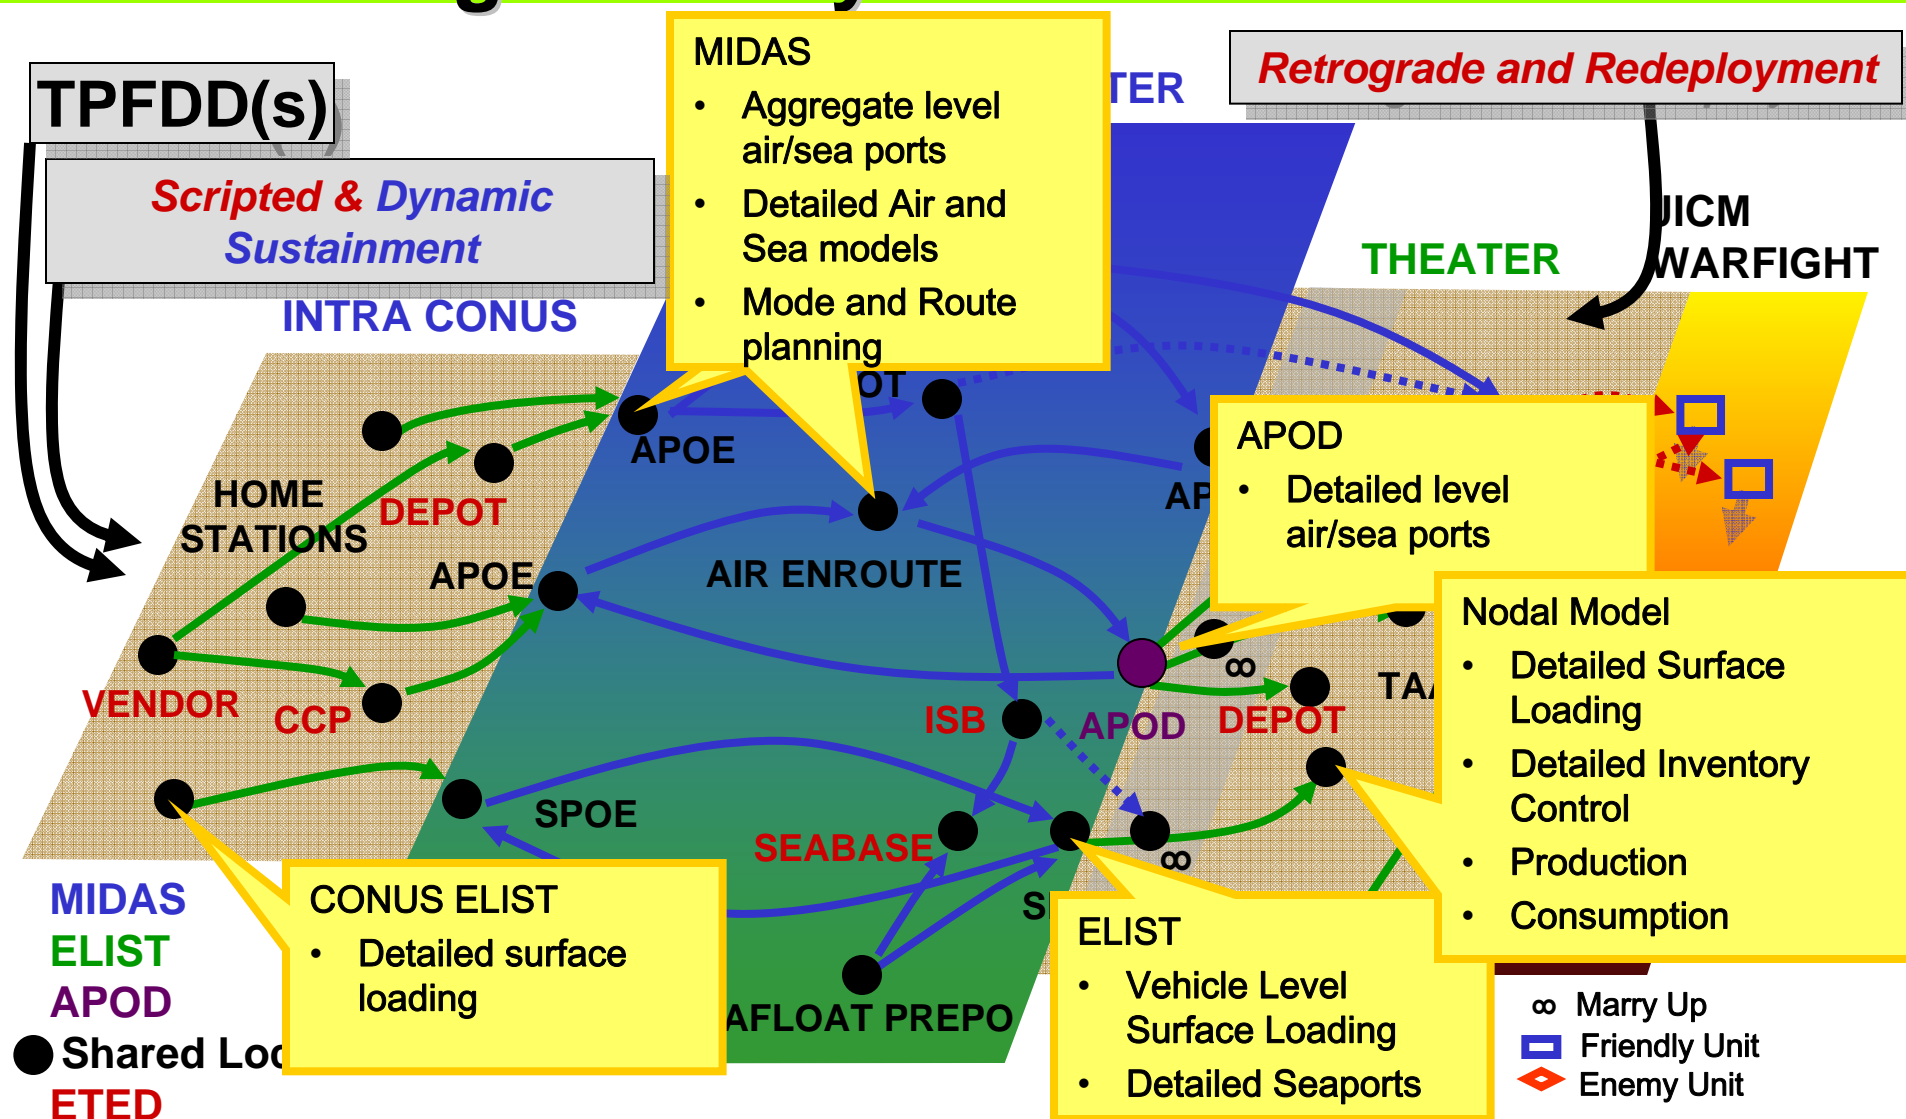 TPFDD(s)
Scripted & Dynamic
Sustainment
INTRA CONUS
MIDAS
• Aggregate level
air/sea ports
• Detailed Air and
Sea models
• Mode and Route
planning
Retrograde and Redeployment
THEATER
JICM
WARFIGHT
APOE
HOME
STATIONS
DEPOT
APOE
AIR ENROUTE
APOD
• Detailed level
air/sea ports
VENDOR
CCP
ISB
APOD
∞
DEPOT
Nodal Model
• Detailed Surface
Loading
• Detailed Inventory
Control
• Production
• Consumption
SPOE
SEABASE
∞
CONUS ELIST
• Detailed surface
loading
ELIST
• Vehicle Level
Surface Loading
• Detailed Seaports
AFLOAT PREPO
MIDAS
ELIST
APOD
Shared
ETED
∞ Marry Up
Friendly Unit
Enemy Unit